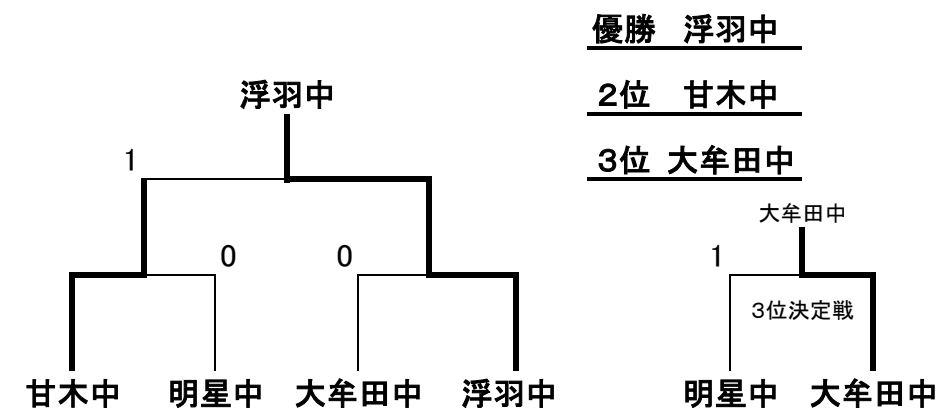 優勝　浮羽中
浮羽中
２位　甘木中
1
３位 大牟田中
大牟田中
0
0
1
３位決定戦
甘木中
明星中
大牟田中
浮羽中
明星中
大牟田中